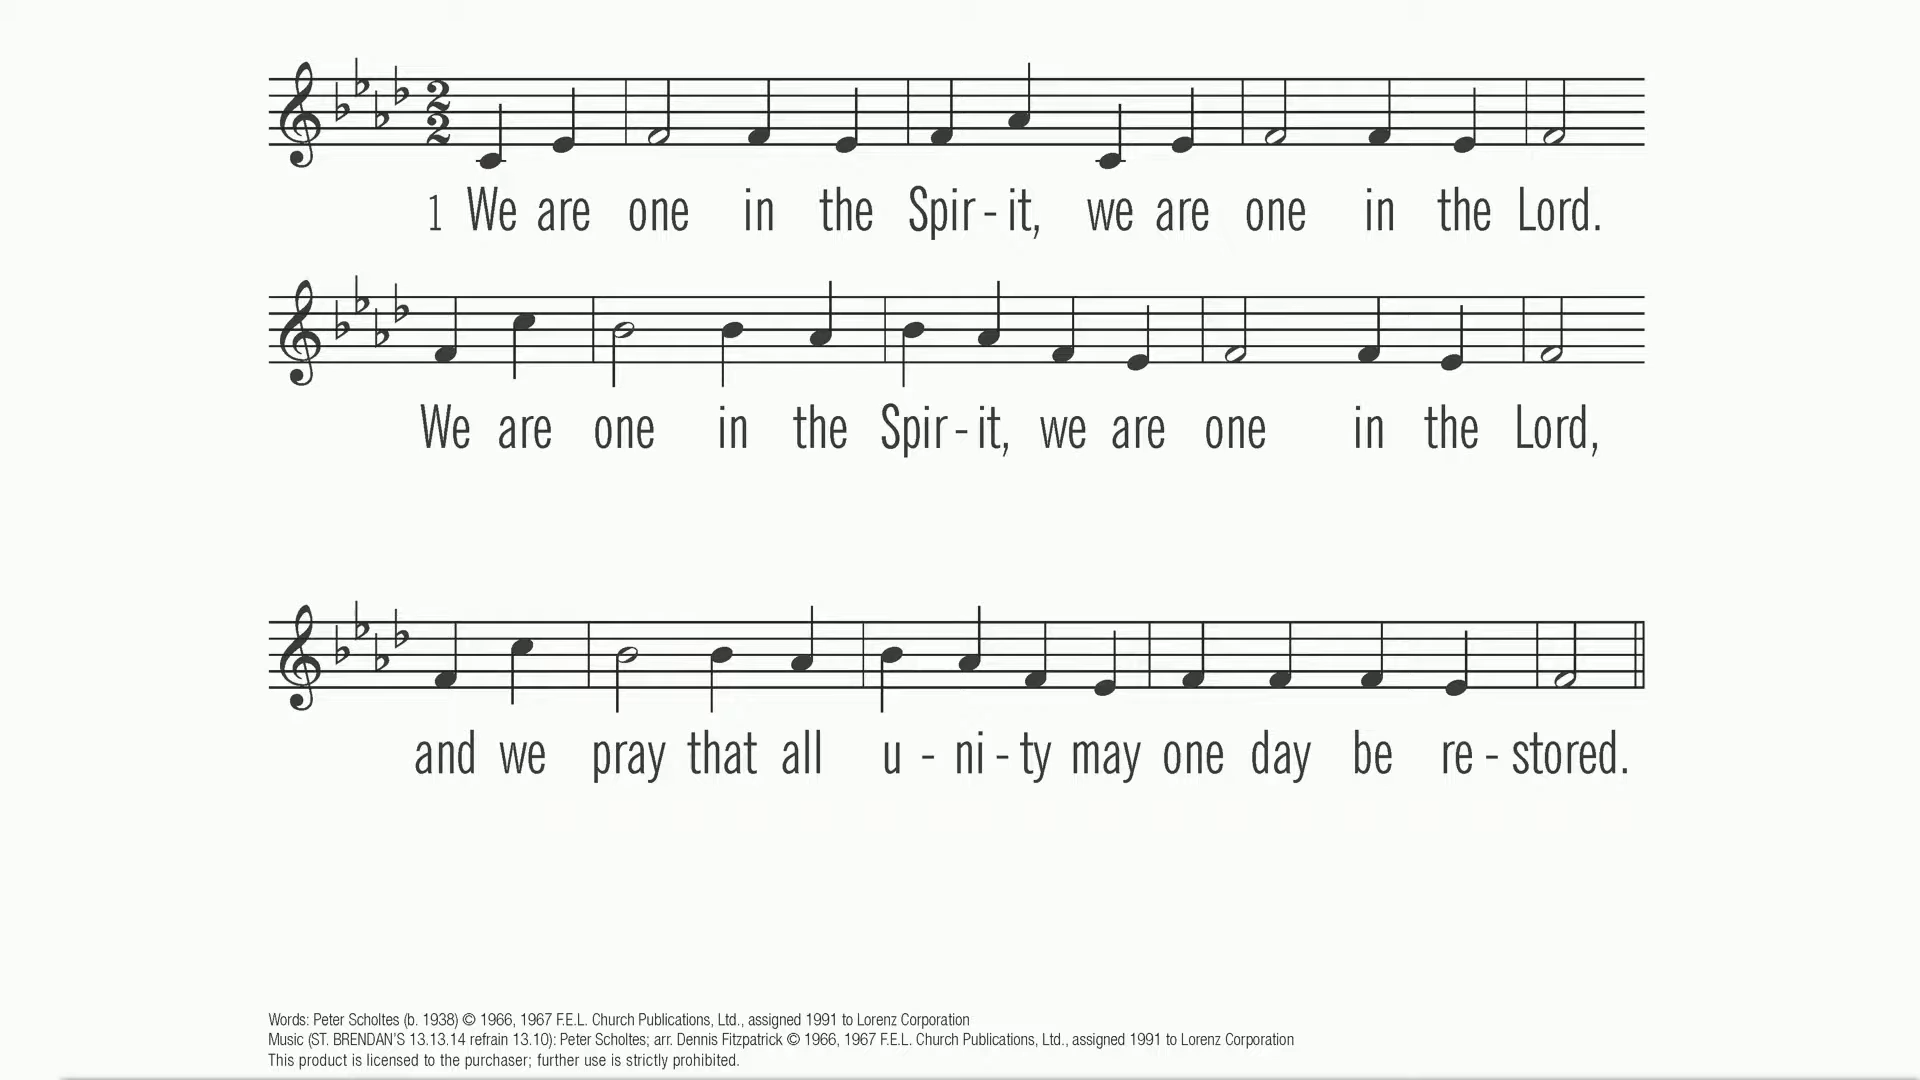 1 We are one in the Spir - it, we are one in the Lord.
We are one in the Spir - it, we are one in the Lord,
and we pray that all u - ni - ty may one day be re - stored.
Words: Peter Scholtes (b. 1938) © 1966, 1967 F.E.L. Church Publications, Ltd., assigned 1991 to Lorenz Corporation
Music (ST. BRENDAN'S 13.13.14 refrain 13.10): Peter Scholtes; arr. Dennis Fitzpatrick © 1966, 1967 F.E.L. Church Publications, Ltd., assigned 1991 to Lorenz Corporation
This product is licensed to the purchaser; further use is strictly prohibited.